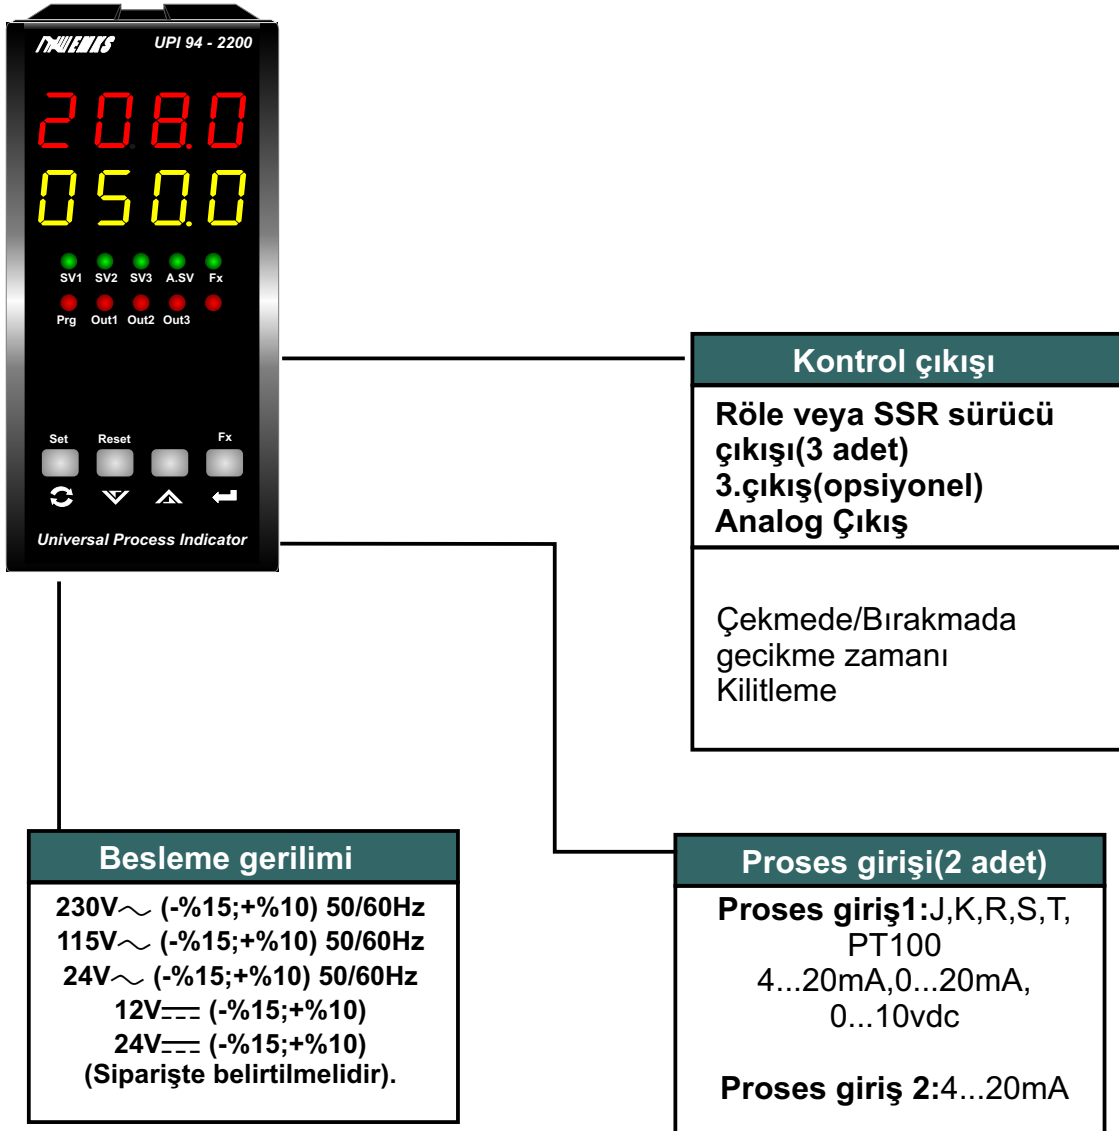 ENKS UPI 94 - 2200
208.0
050.0
SV1 SV2 SV3 A.SV Fx
Prg Out1 Out2 Out3
Set Reset Fx
Universal Process Indicator
Kontrol çıkışı
Röle veya SSR sürücü
çıkışı(3 adet)
3.çıkış(opsiyonel)
Analog Çıkış
Çekmede/Bırakmada
gecikme zamanı
Kilitleme
Besleme gerilimi
230V～ (-%15;+%10) 50/60Hz
115V～ (-%15;+%10) 50/60Hz
24V～ (-%15;+%10) 50/60Hz
12V⎓ (-%15;+%10)
24V⎓ (-%15;+%10)
(Siparişte belirtilmelidir).
Proses girişi(2 adet)
Proses giriş1:J,K,R,S,T,
PT100
4...20mA,0...20mA,
0...10vdc
Proses giriş 2:4...20mA